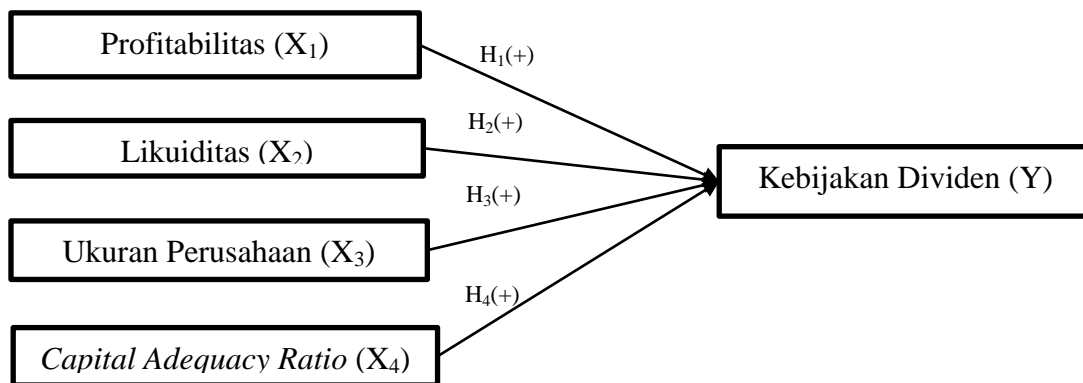 Profitabilitas (X₁)
H₁(+)
Likuiditas (X₂)
H₂(+)
Kebijakan Dividen (Y)
H₃(+)
Ukuran Perusahaan (X₃)
H₄(+)
Capital Adequacy Ratio (X₄)